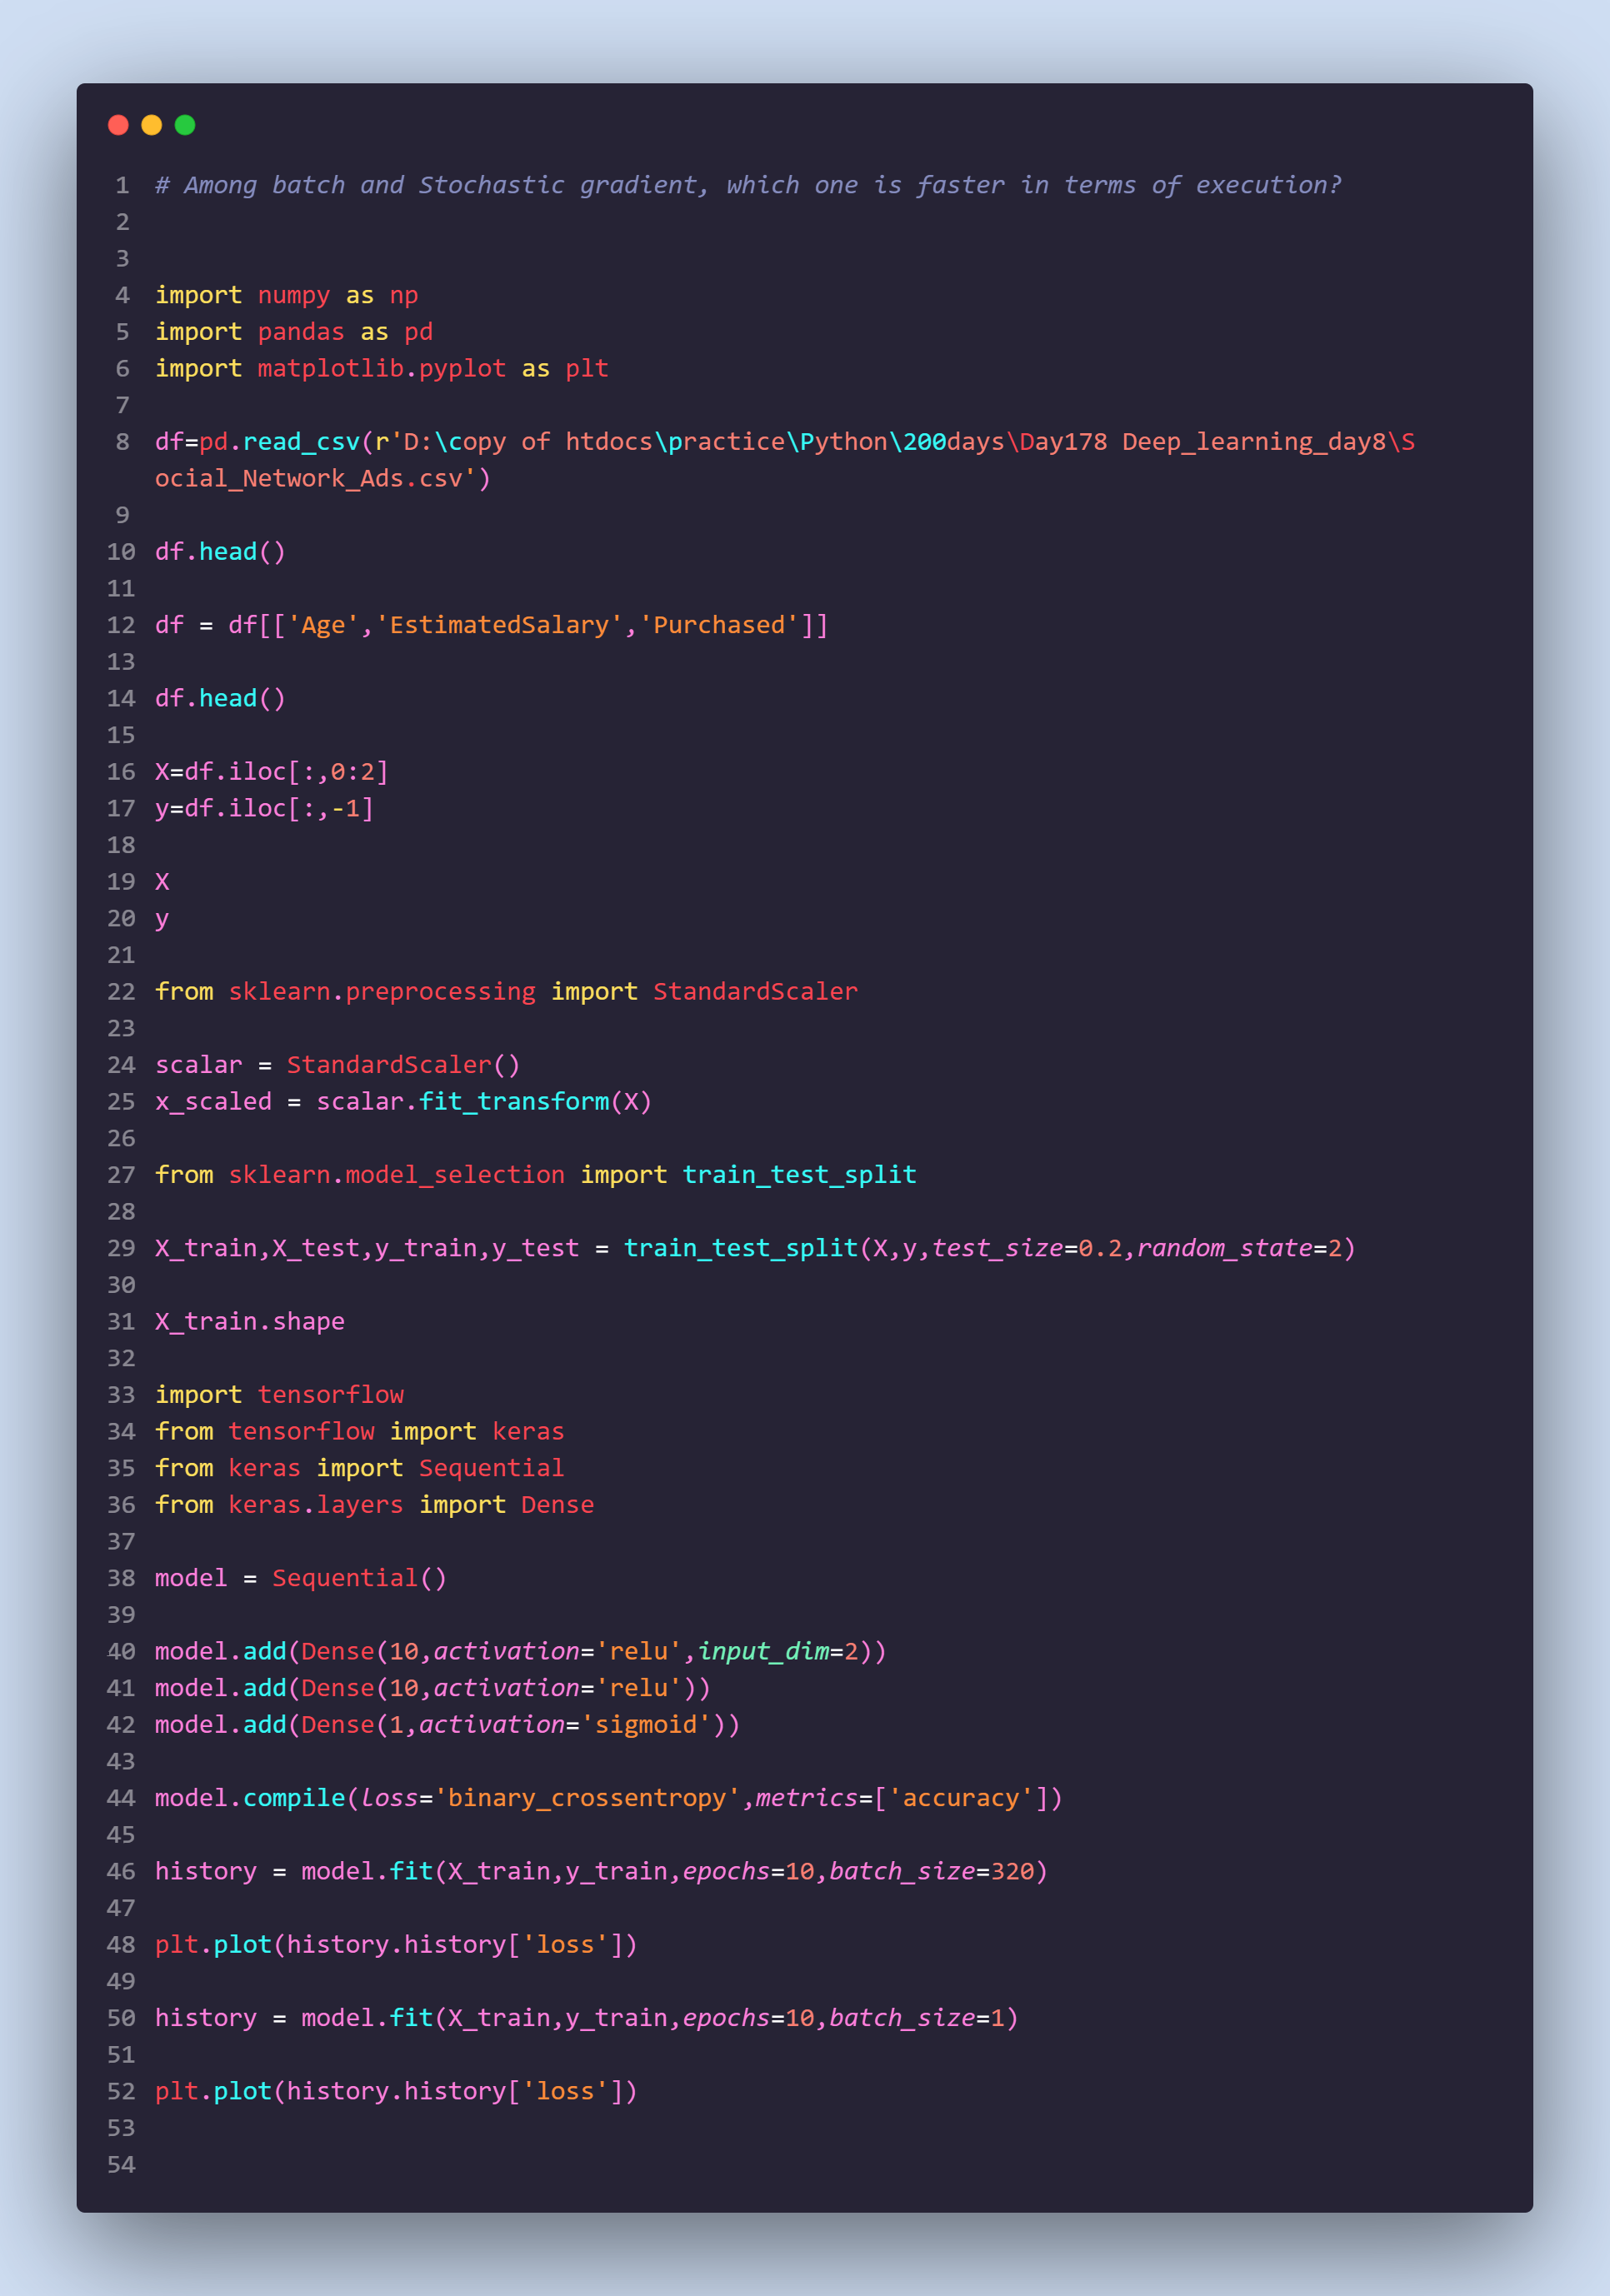 1 # Among batch and Stochastic gradient, which one is faster in terms of execution?
2
3
4 import numpy as np
5 import pandas as pd
6 import matplotlib.pyplot as plt
7
8 df=pd.read_csv(r'D:\copy of htdocs\practice\Python\200days\Day178 Deep_learning_day8\S
ocial_Network_Ads.csv')
9
10 df.head()
11
12 df = df[['Age','EstimatedSalary','Purchased']]
13
14 df.head()
15
16 X=df.iloc[:,0:2]
17 y=df.iloc[:,-1]
18
19 X
20 y
21
22 from sklearn.preprocessing import StandardScaler
23
24 scalar = StandardScaler()
25 x_scaled = scalar.fit_transform(X)
26
27 from sklearn.model_selection import train_test_split
28
29 X_train,X_test,y_train,y_test = train_test_split(X,y,test_size=0.2,random_state=2)
30
31 X_train.shape
32
33 import tensorflow
34 from tensorflow import keras
35 from keras import Sequential
36 from keras.layers import Dense
37
38 model = Sequential()
39
40 model.add(Dense(10,activation='relu',input_dim=2))
41 model.add(Dense(10,activation='relu'))
42 model.add(Dense(1,activation='sigmoid'))
43
44 model.compile(loss='binary_crossentropy',metrics=['accuracy'])
45
46 history = model.fit(X_train,y_train,epochs=10,batch_size=320)
47
48 plt.plot(history.history['loss'])
49
50 history = model.fit(X_train,y_train,epochs=10,batch_size=1)
51
52 plt.plot(history.history['loss'])
53
54